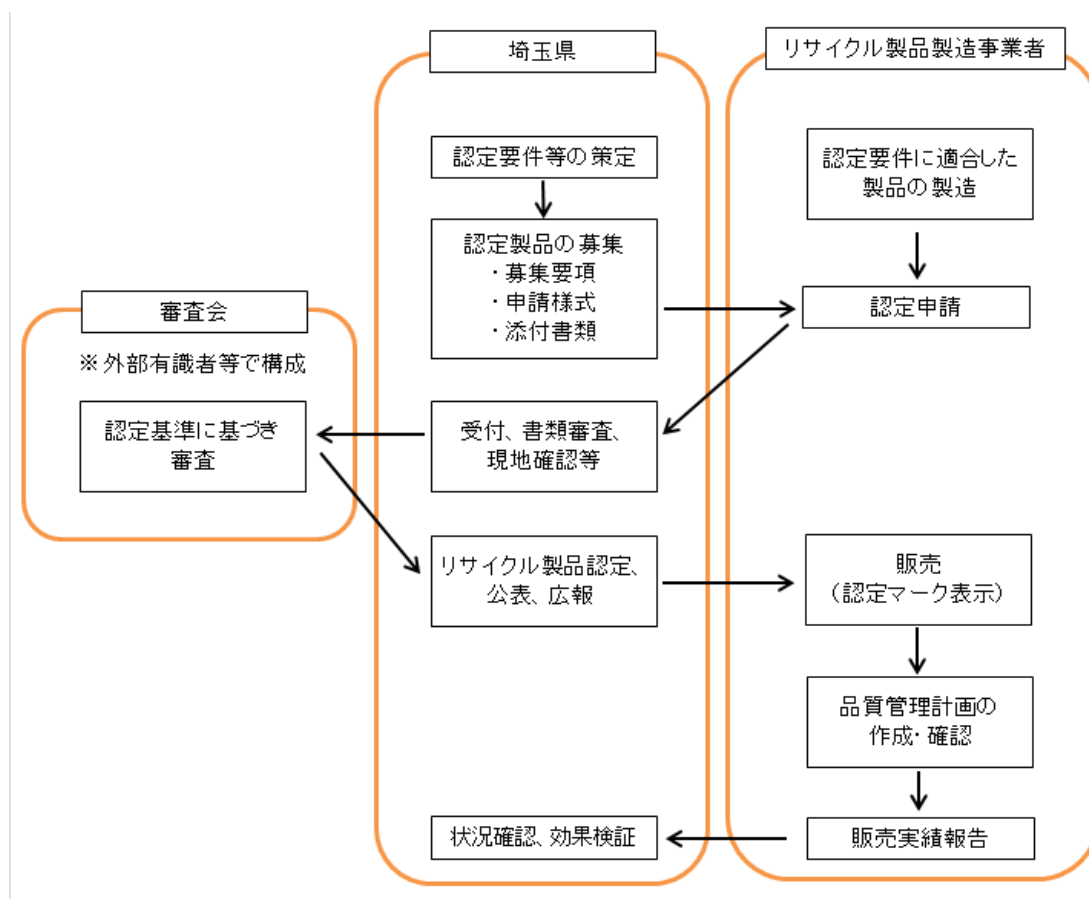 埼玉県
リサイクル製品製造事業者
認定要件等の策定
認定要件に適合した
製品の製造
認定製品の募集
・募集要項
・申請様式
・添付書類
認定申請
審査会
※外部有識者等で構成
認定基準に基づき
審査
受付、書類審査、
現地確認等
リサイクル製品認定、
公表、広報
販売
（認定マーク表示）
品質管理計画の
作成・確認
状況確認、効果検証
販売実績報告